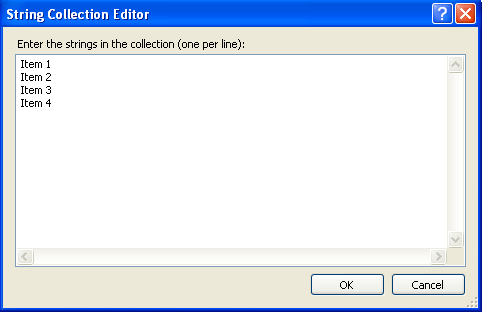 String Collection Editor
Enter the strings in the collection (one per line):
Item 1
Item 2
Item 3
Item 4
OK
Cancel